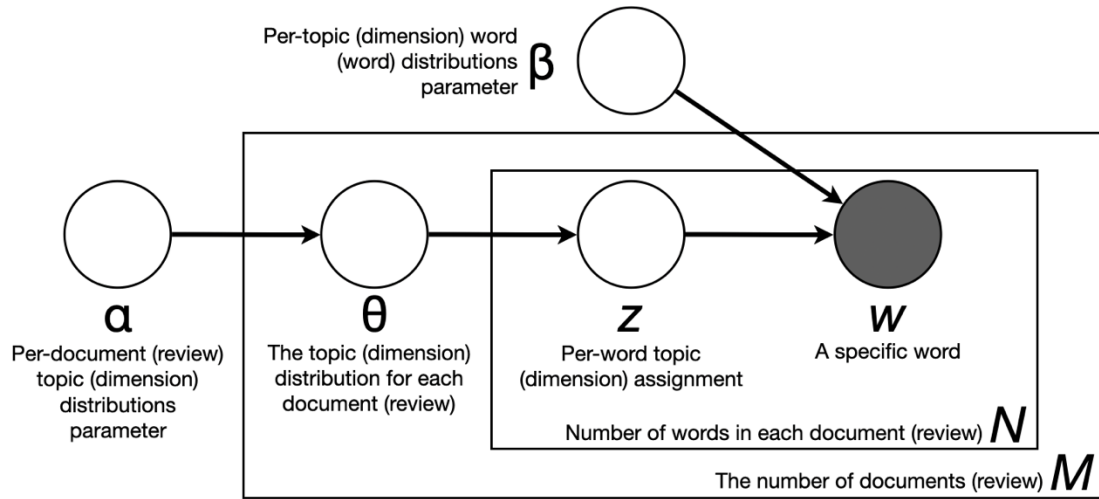 Per-topic (dimension) word
(word) distributions
parameter
β
α
Per-document (review)
topic (dimension)
distributions
parameter
θ
The topic (dimension)
distribution for each
document (review)
z
Per-word topic
(dimension) assignment
w
A specific word
Number of words in each document (review) N
The number of documents (review) M